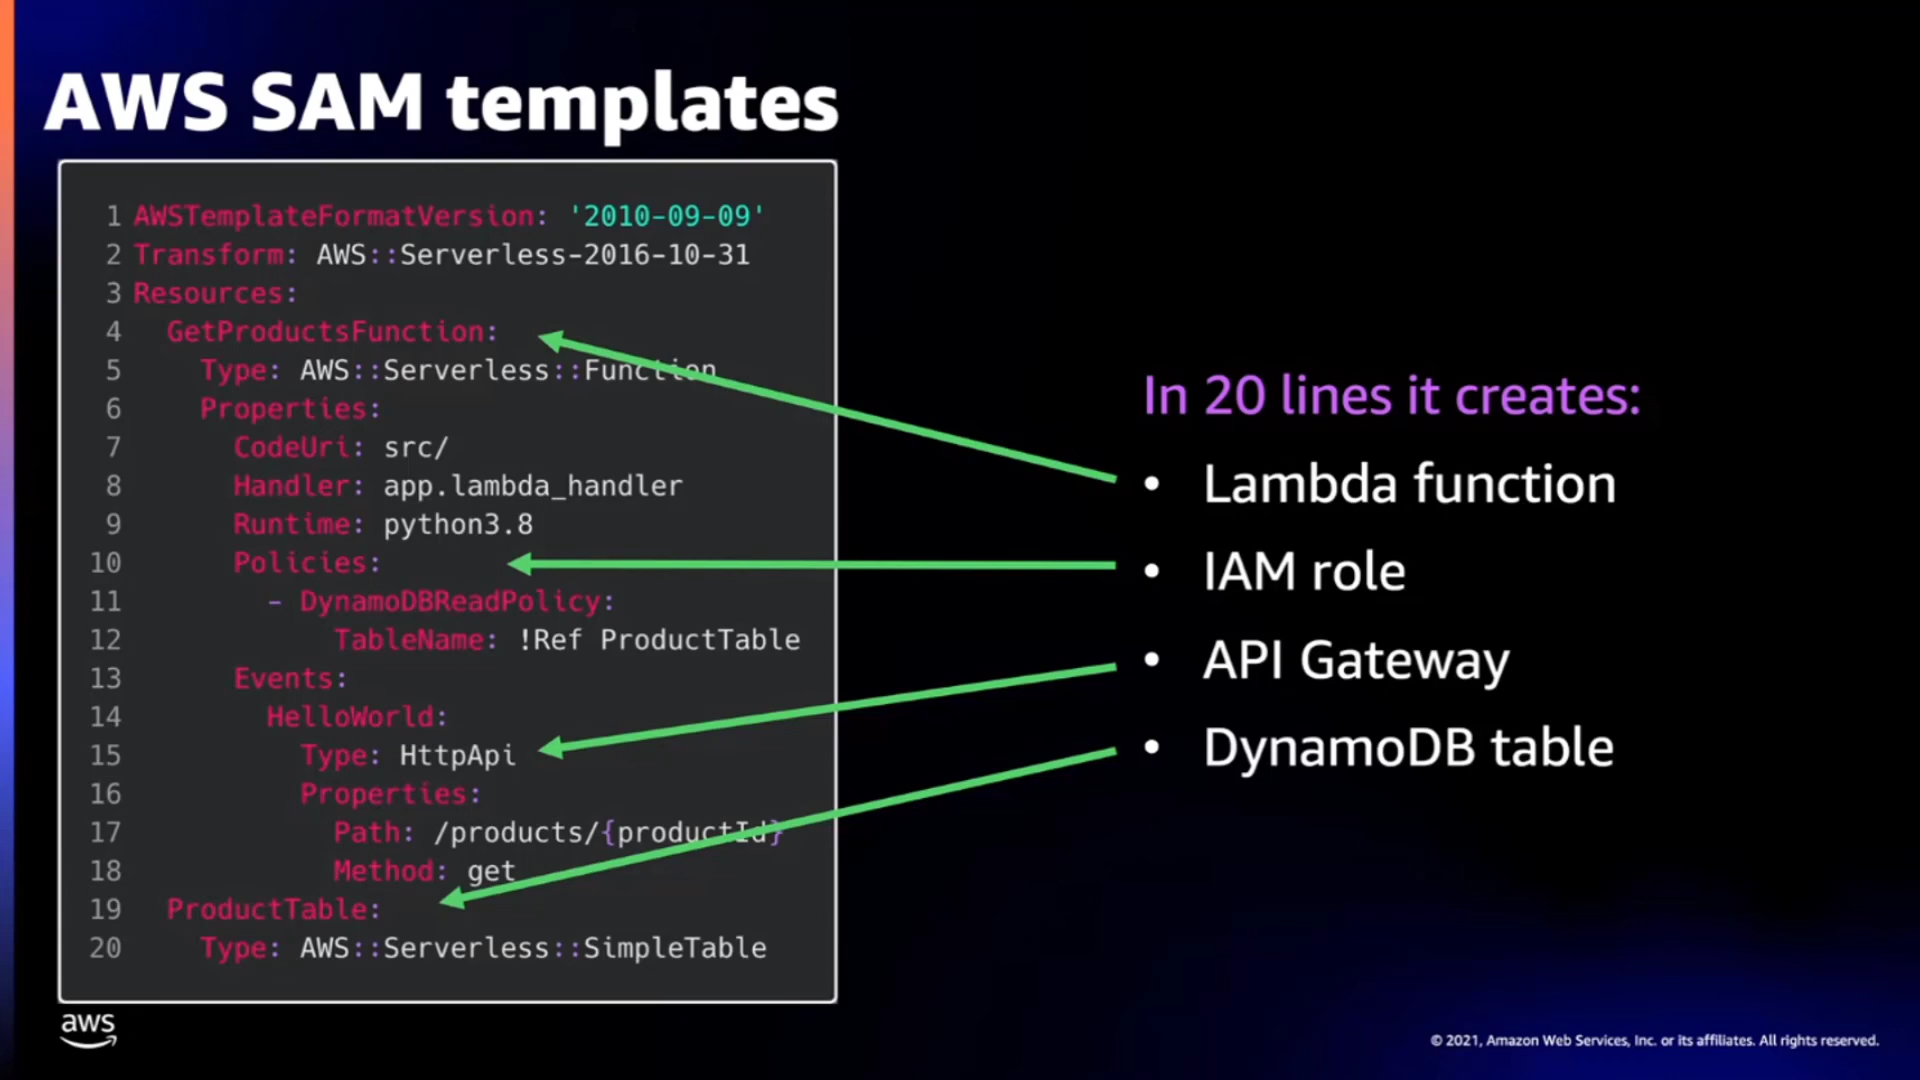 AWS SAM templates
1 AWSTemplateFormatVersion: '2010-09-09'
2 Transform: AWS::Serverless-2016-10-31
3 Resources:
4   GetProductsFunction:
5     Type: AWS::Serverless::Function
6     Properties:
7       CodeUri: src/
8       Handler: app.lambda_handler
9       Runtime: python3.8
10       Policies:
11         - DynamoDBReadPolicy:
12             TableName: !Ref ProductTable
13       Events:
14         HelloWorld:
15           Type: HttpApi
16           Properties:
17             Path: /products/{productId}
18             Method: get
19   ProductTable:
20     Type: AWS::Serverless::SimpleTable
In 20 lines it creates:
• Lambda function
• IAM role
• API Gateway
• DynamoDB table
aws
© 2021, Amazon Web Services, Inc. or its affiliates. All rights reserved.